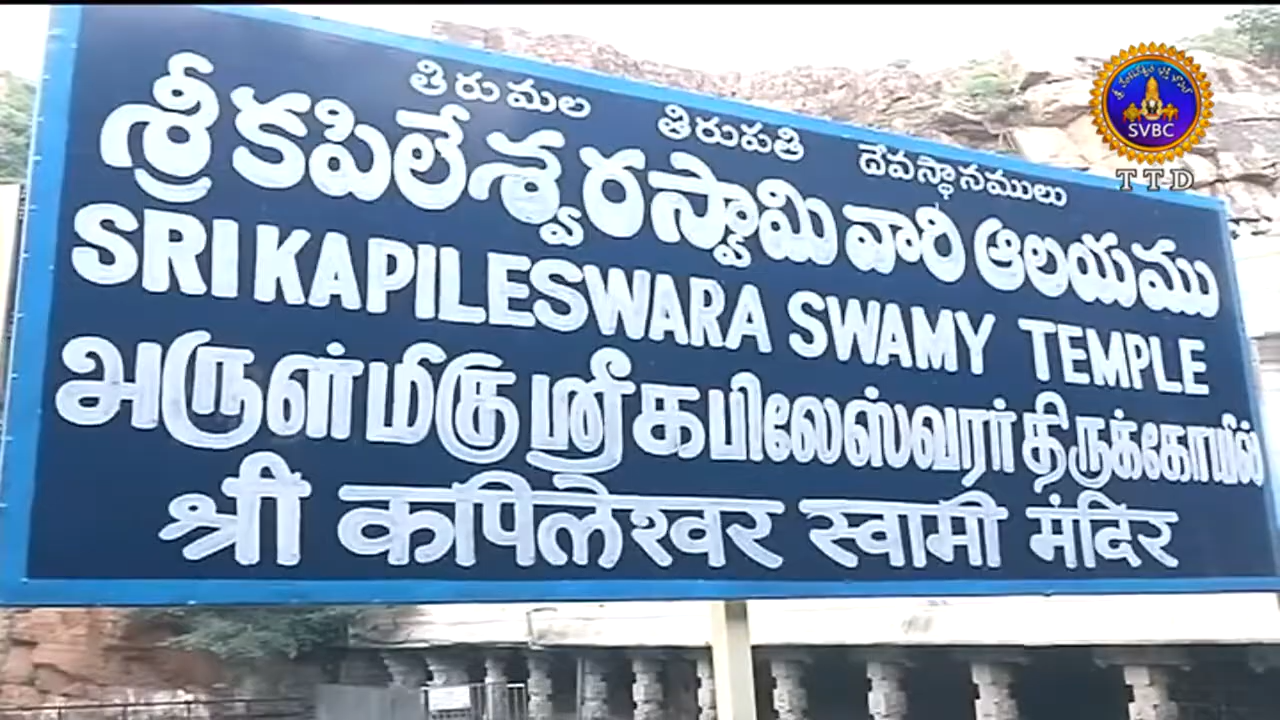 తిరుమల తిరుపతి దేవస్థానములు
శ్రీ కపిలేశ్వరస్వామి వారి ఆలయము
SRI KAPILESWARA SWAMY TEMPLE
அருள்மிகு ஸ்ரீ கபிலேஸ்வரர் திருக்கோயில்
श्री कपिलेश्वर स्वामी मंदिर
SVBC
TTD